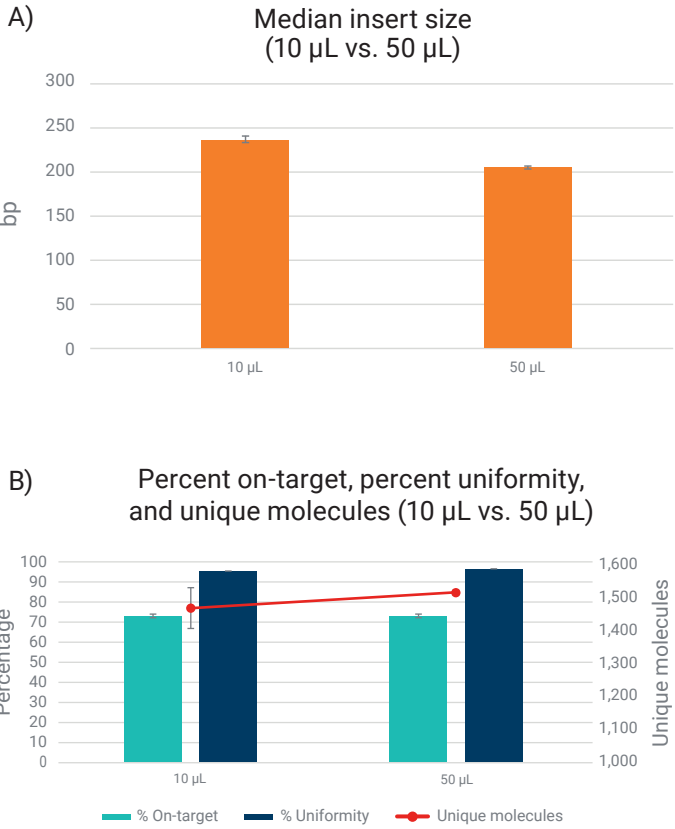 A)
Median insert size
(10 µL vs. 50 µL)
300
250
200
150
100
50
0
bp
10 µL
50 µL
B)
Percent on-target, percent uniformity,
and unique molecules (10 µL vs. 50 µL)
100
90
80
70
60
50
40
30
20
10
0
Percentage
1,600
1,500
1,400
1,300
1,200
1,100
1,000
Unique molecules
10 µL
50 µL
% On-target
% Uniformity
Unique molecules